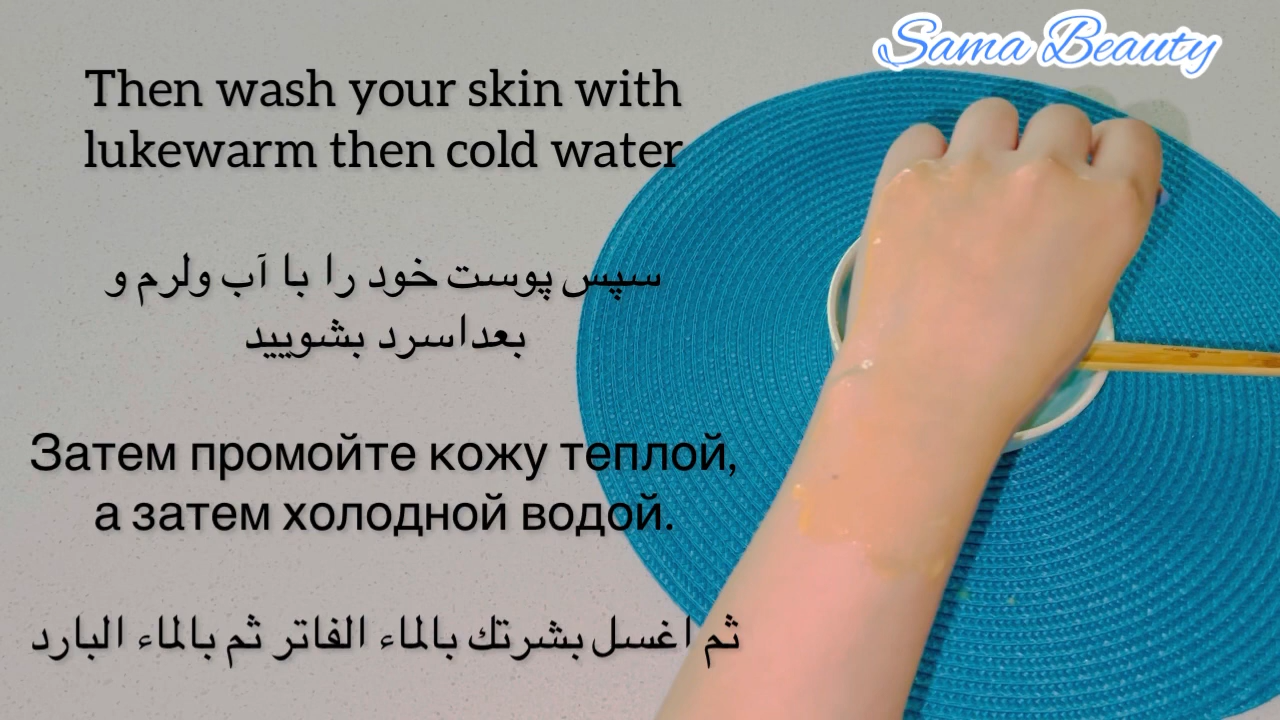 Sama Beauty
Then wash your skin with
lukewarm then cold water
سپس پوست خود را با آب ولرم و
بعداسرد بشویید
Затем промойте кожу теплой,
а затем холодной водой.
ثم اغسل بشرتك بالماء الفاتر ثم بالماء البارد